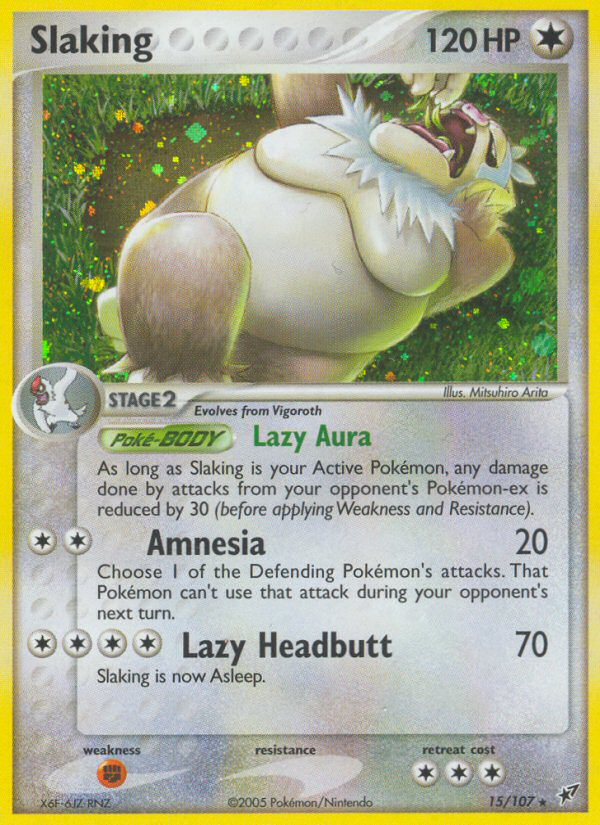 Slaking 120 HP
Illus. Mitsuhiro Arita
STAGE 2
Evolves from Vigoroth
Poké-BODY Lazy Aura
As long as Slaking is your Active Pokémon, any damage
done by attacks from your opponent's Pokémon-ex is
reduced by 30 (before applying Weakness and Resistance).
Amnesia 20
Choose 1 of the Defending Pokémon's attacks. That
Pokémon can't use that attack during your opponent's
next turn.
Lazy Headbutt 70
Slaking is now Asleep.
weakness resistance retreat cost
X6F-6JZ-RNZ ©2005 Pokémon/Nintendo 15/107 ★